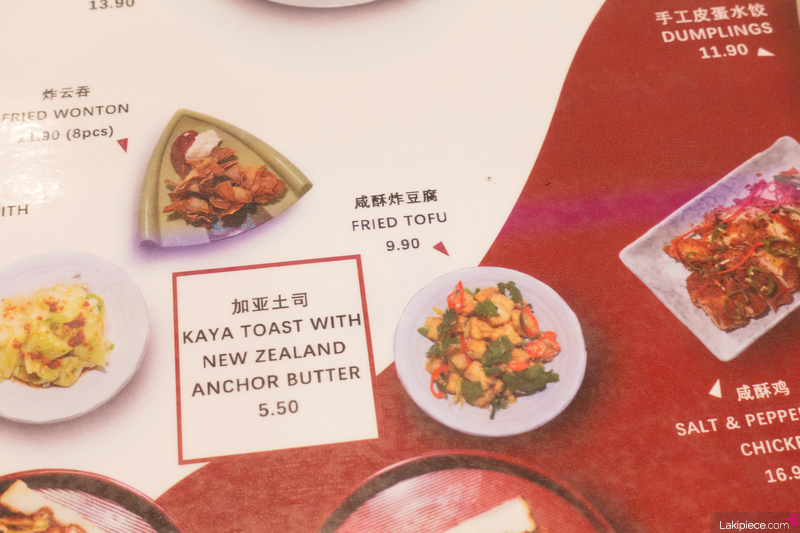 13.90
手工皮蛋水饺
DUMPLINGS
11.90
炸云吞
FRIED WONTON
11.90 (8pcs)
咸酥炸豆腐
FRIED TOFU
9.90
ITH
加亚土司
KAYA TOAST WITH
NEW ZEALAND
ANCHOR BUTTER
5.50
咸酥鸡
SALT & PEPPE
CHICK
16.9
Lakipiece.com